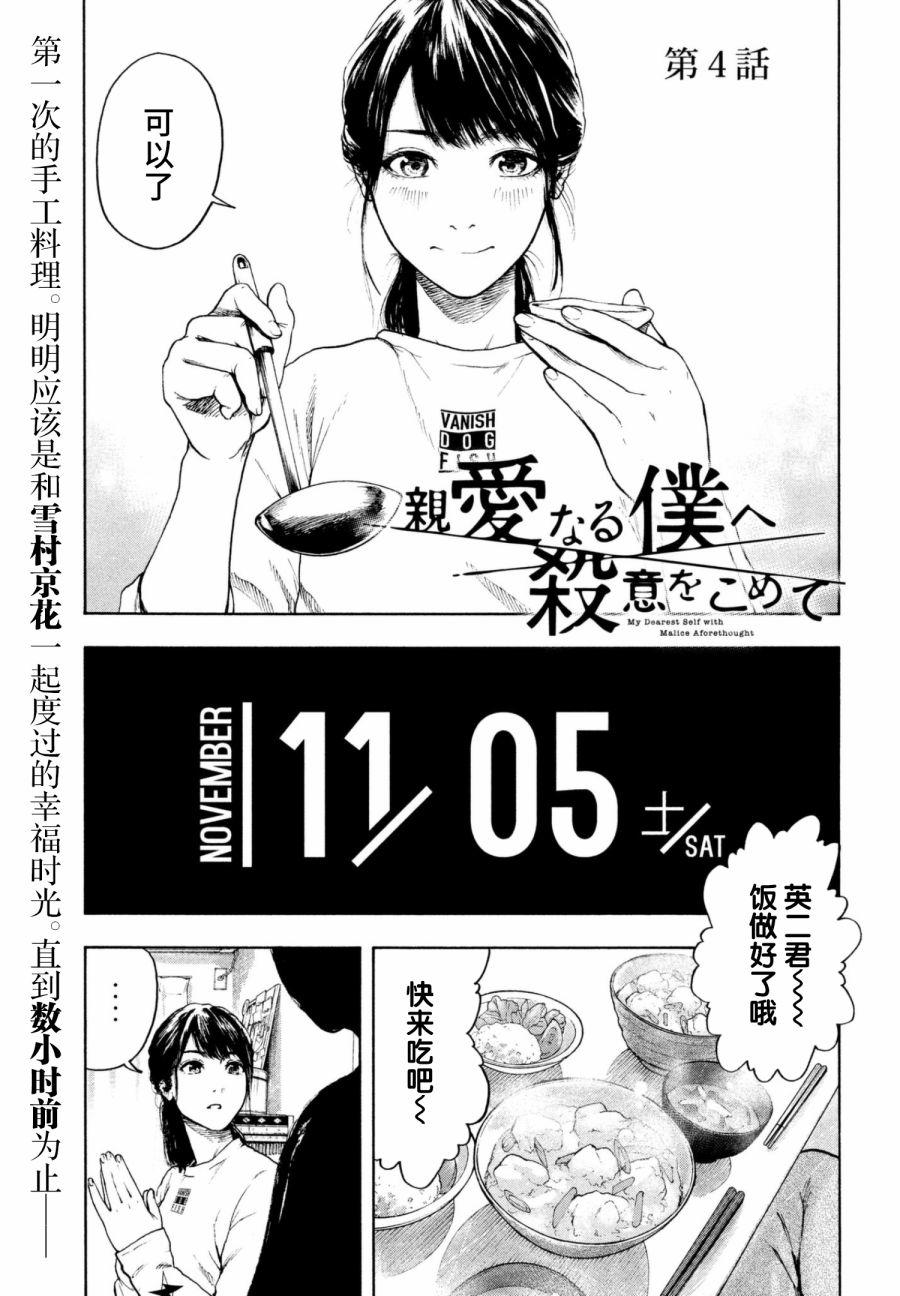 第4話
可以了
第一次的手工料理。明明应该是和雪村京花一起度过的幸福时光。直到数小时前为止——
VANISH
DOG
FISH
親愛なる僕へ
殺意をこめて
My Dearest Self with
Malice Aforethought
NOVEMBER
11/05
土/SAT
英二君～～
饭做好了哦
快来吃吧～
····
VANISH
DOG
FISH